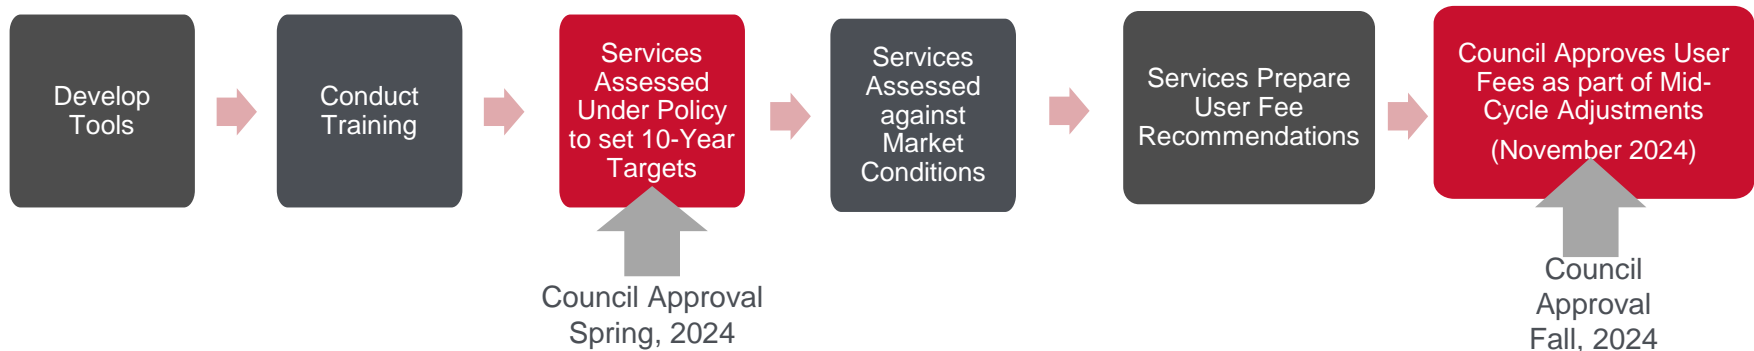 Develop
Tools
Conduct
Training
Services
Assessed
Under Policy
to set 10-Year
Targets
Services
Assessed
against
Market
Conditions
Services Prepare
User Fee
Recommendations
Council Approves User
Fees as part of Mid-
Cycle Adjustments
(November 2024)
Council Approval
Spring, 2024
Council
Approval
Fall, 2024